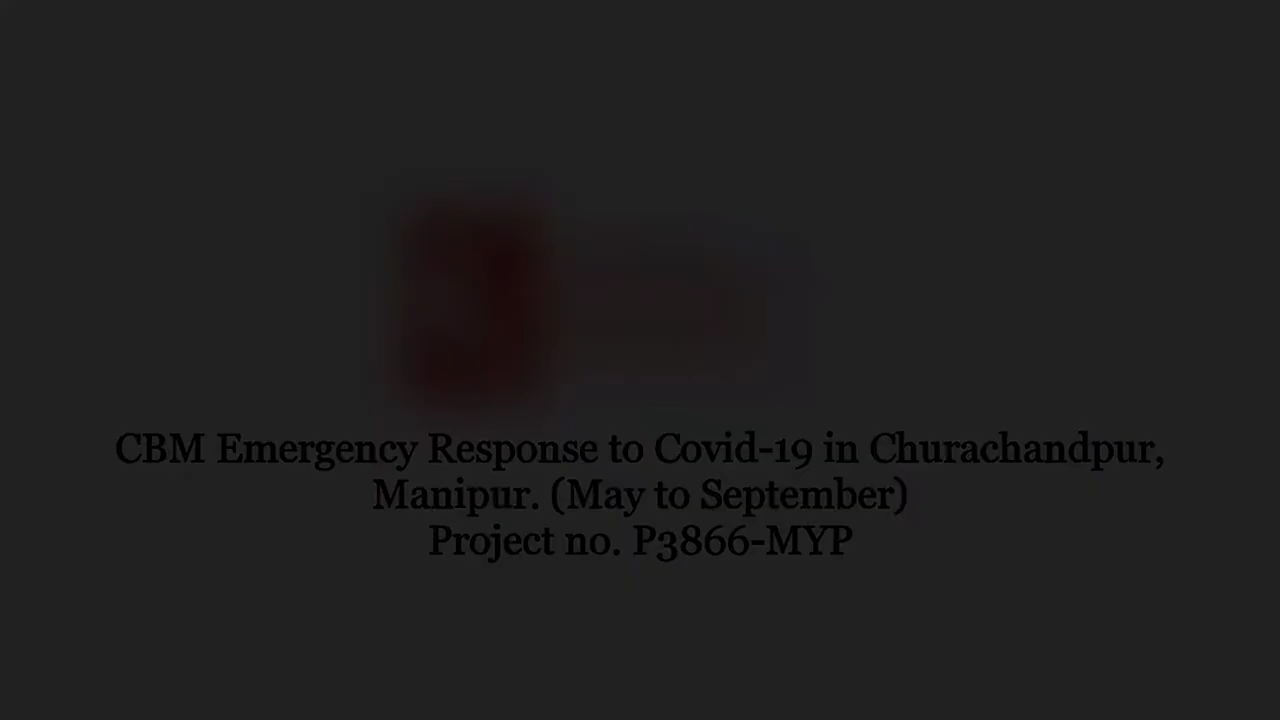 CBM Emergency Response to Covid-19 in Churachandpur,
Manipur. (May to September)
Project no. P3866-MYP